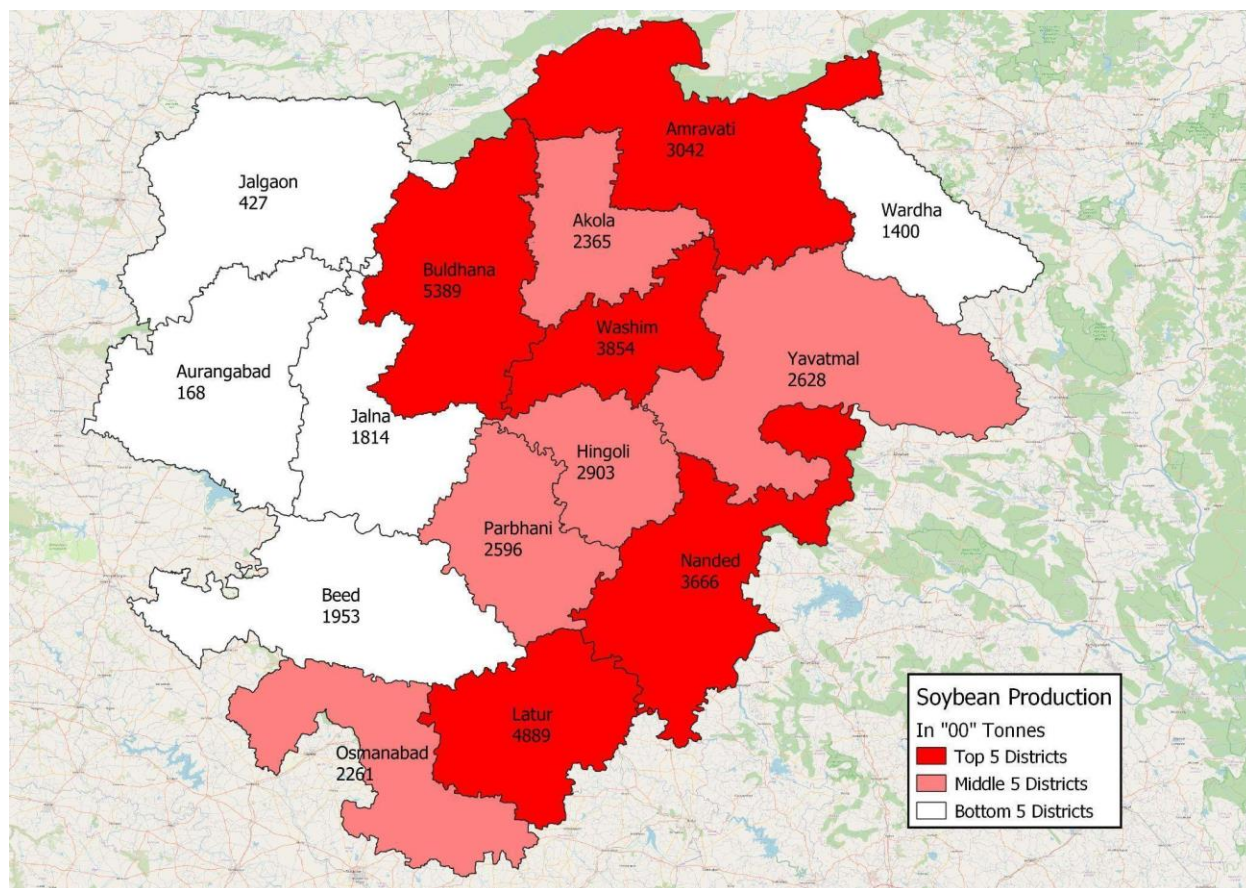 Amravati
3042
Jalgaon
427
Akola
2365
Wardha
1400
Buldhana
5389
Washim
3854
Yavatmal
2628
Aurangabad
168
Jalna
1814
Hingoli
2903
Parbhani
2596
Nanded
3666
Beed
1953
Latur
4889
Osmanabad
2261
Soybean Production
In "00" Tonnes
Top 5 Districts
Middle 5 Districts
Bottom 5 Districts